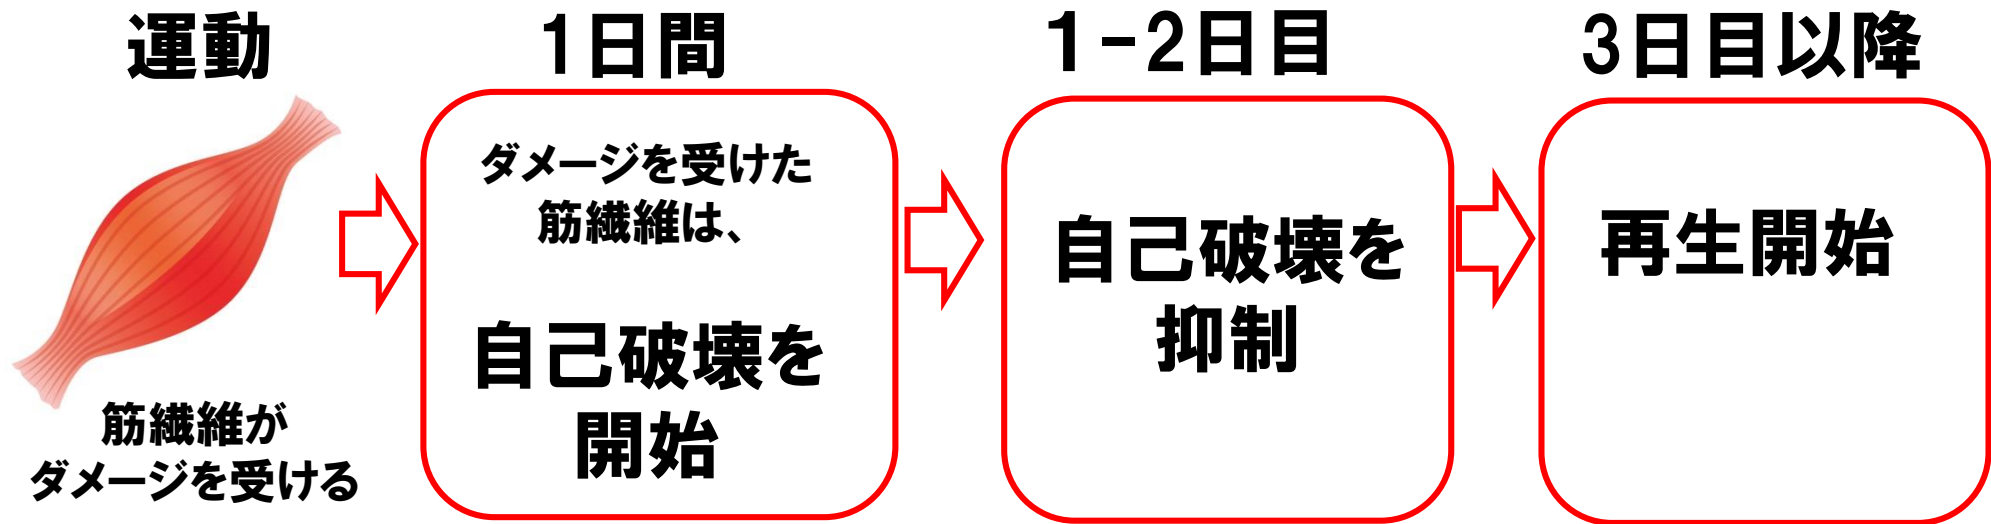 運動
筋繊維が
ダメージを受ける
1日間
ダメージを受けた
筋繊維は、
自己破壊を
開始
1-2日目
自己破壊を
抑制
3日目以降
再生開始